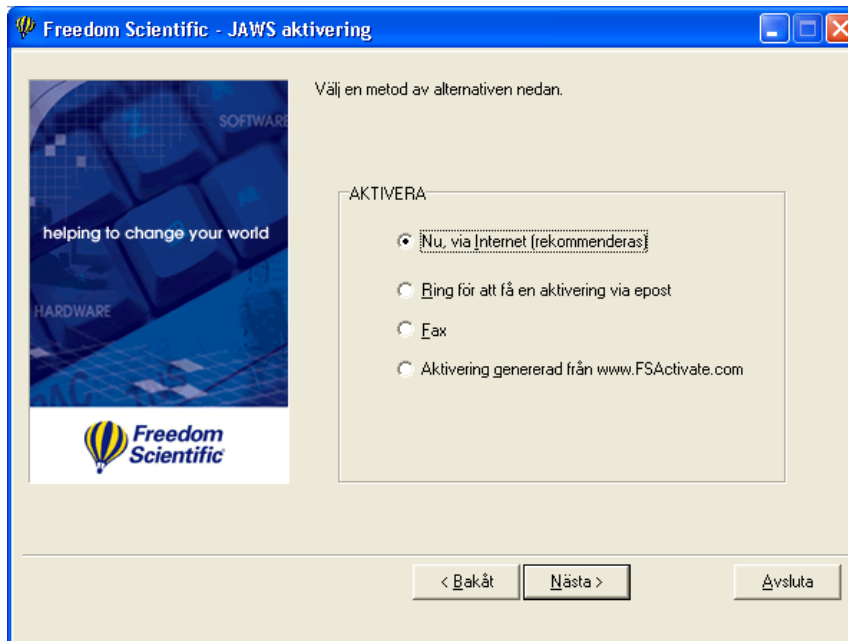 Freedom Scientific - JAWS aktivering
Välj en metod av alternativen nedan.
SOFTWARE
helping to change your world
HARDWARE
Freedom
Scientific
AKTIVERA
Nu, via Internet (rekommenderas)
Ring för att få en aktivering via epost
Fax
Aktivering genererad från www.FSActivate.com
< Bakåt
Nästa >
Avsluta